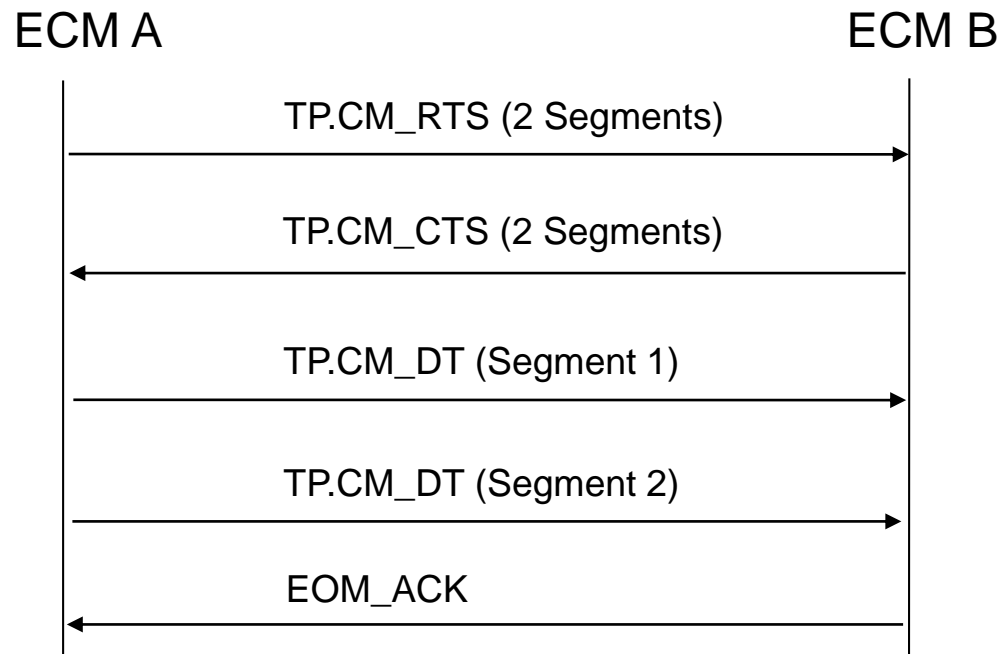 ECM A
ECM B
TP.CM_RTS (2 Segments)
TP.CM_CTS (2 Segments)
TP.CM_DT (Segment 1)
TP.CM_DT (Segment 2)
EOM_ACK